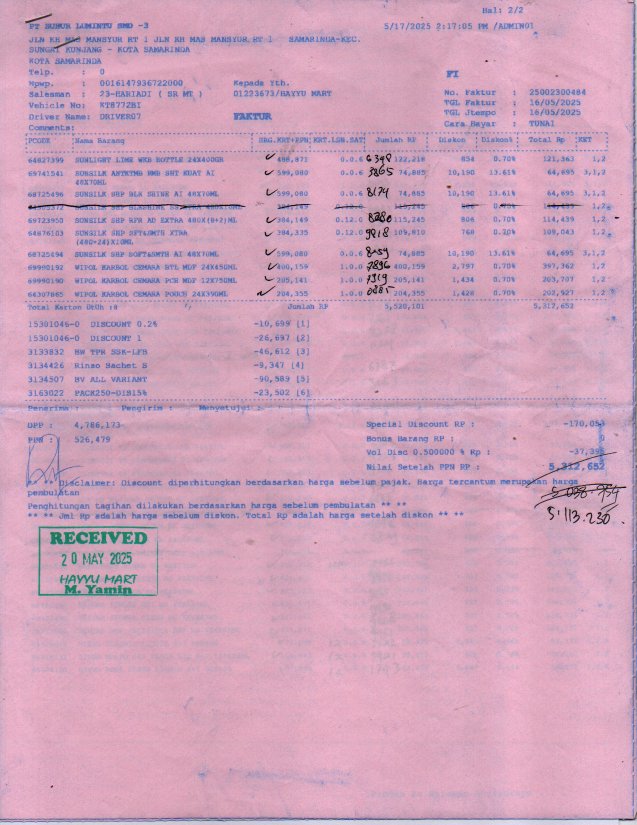 Hal: 2/2
PT SUBUR LUMINTU SMD -3 5/17/2025 2:17:05 PM /ADMIN01
JLN KH MAS MANSYUR RT 1 JLN KH MAS MANSYUR RT 1 SAMARINDA-KEC.
SUNGAI KUNJANG - KOTA SAMARINDA
KOTA SAMARINDA
Telp. : 0
FI
Npwp. : 0016147936722000 Kepada Yth.
No. Faktur : 25002300484
Salesman : 23-HARIADI ( SR MT ) 01223673/HAYYU MART
TGL Faktur : 16/05/2025
Vehicle No: KT8772BI
TGL Jtempo : 16/05/2025
Driver Name: DRIVER07 FAKTUR
Cara Bayar : TUNAI
Comments:
PCODE Nama Barang HRG.KRT+PPN KRT.LSN.SAT Jumlah RP Diskon Diskon% Total Rp KET
64827399 SUNLIGHT LIME WKB BOTTLE 24X400GR 488,871 0.0.6 6398 122,218 854 0.70% 121,363 1,2
69741541 SUNSILK HMB SHT KUAT AI 599,080 0.0.6 5865 74,885 10,190 13.61% 64,695 3,1,2
48X70ML
68725496 SUNSILK SHP BLK SHINE AI 48X70ML 599,080 0.0.6 8174 74,885 10,190 13.61% 64,695 3,1,2
69723950 SUNSILK SHP RFR AD EXTRA 480X(8+2)ML 384,149 0.12.0 8280 115,245 806 0.70% 114,439 1,2
64876103 SUNSILK SHP SFT&SMTH XTRA 384,335 0.12.0 9818 109,810 768 0.70% 109,043 1,2
(480+24)X10ML
68725494 SUNSILK SHP SOFT&SMTH AI 48X70ML 599,080 0.0.6 8459 74,885 10,190 13.61% 64,695 3,1,2
69990192 WIPOL KARBOL CEMARA BTL MDF 24X450ML 400,159 1.0.0 7896 400,159 2,797 0.70% 397,362 1,2
69990190 WIPOL KARBOL CEMARA PCH MDF 12X750ML 205,141 1.0.0 7919 205,141 1,434 0.70% 203,707 1,2
64307865 WIPOL KARBOL CEMARA POUCH 24X390ML 204,355 1.0.0 0885 204,355 1,428 0.70% 202,927 1,2
Total Karton Utuh :8 Jumlah RP 5,520,101 5,317,652
15301046-0 DISCOUNT 0.2% -10,699 [1]
15301046-0 DISCOUNT 1 -26,697 [2]
3133832 BW TPR SSK-LFB -46,612 [3]
3134426 Rinso Sachet S -9,347 [4]
3134507 BV ALL VARIANT -90,589 [5]
3163022 PACK250-DIB15% -23,502 [6]
Penerima : Pengirim : Menyetujui :
DPP : 4,786,173 Special Discount RP : -170,053
Bonus Barang RP : 0
PPN : 526,479 Vol Disc 0.500000 % Rp : -37,395
Nilai Setelah PPN RP : 5,312,652
** ** Disclaimer: Discount diperhitungkan berdasarkan harga sebelum pajak. Harga tercantum merupakan harga
pembulatan
Penghitungan tagihan dilakukan berdasarkan harga sebelum pembulatan ** **
5.113.230
** ** Jml Rp adalah harga sebelum diskon. Total Rp adalah harga setelah diskon ** **
RECEIVED
20 MAY 2025
HAYYU MART
M. Yamin